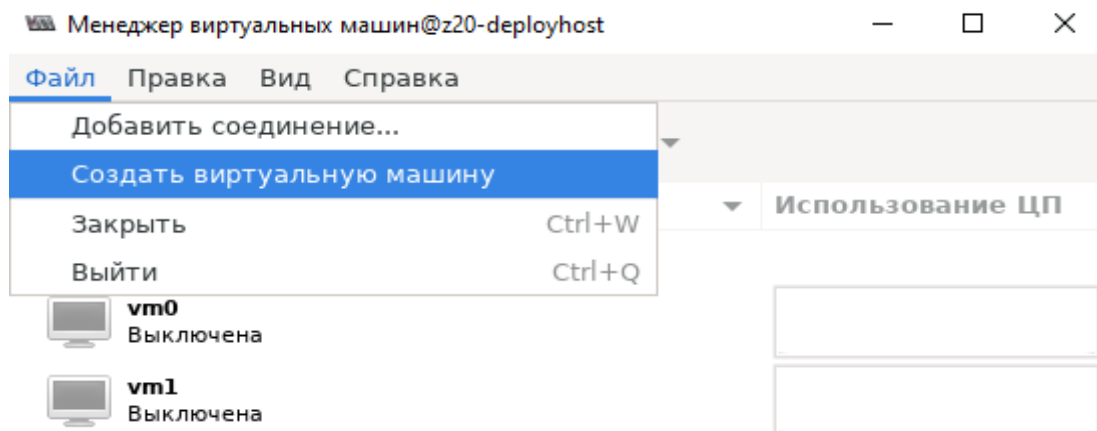 Менеджер виртуальных машин@z20-deployhost
Файл Правка Вид Справка
Добавить соединение...
Создать виртуальную машину
Использование ЦП
Закрыть Ctrl+W
Выйти Ctrl+Q
vm0
Выключена
vm1
Выключена